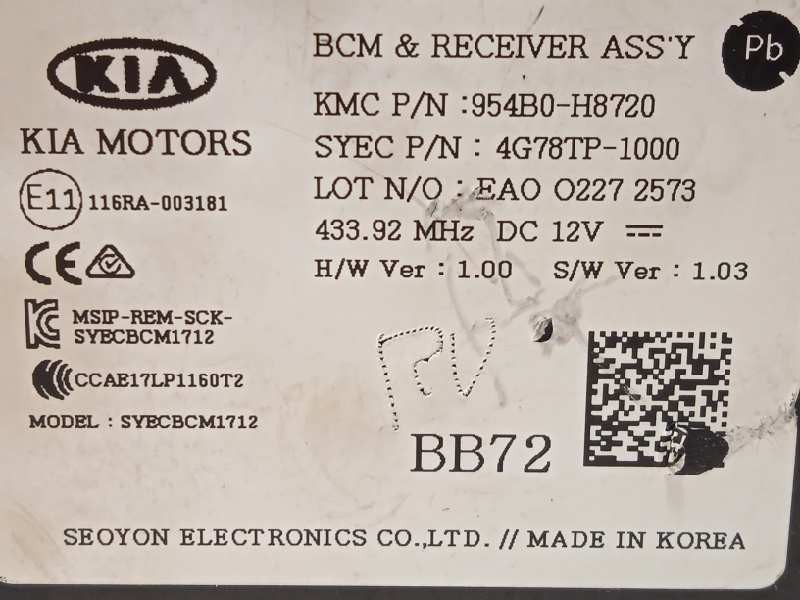 KIA
KIA MOTORS
E11 116RA-003181
CE
MSIP-REM-SCK-
SYECBCM1712
CCAE17LP1160T2
MODEL : SYECBCM1712
BCM & RECEIVER ASS'Y
Pb
KMC P/N :954B0-H8720
SYEC P/N : 4G78TP-1000
LOT N/O : EAO O227 2573
433.92 MHz DC 12V
H/W Ver : 1.00 S/W Ver : 1.03
BB72
SEOYON ELECTRONICS CO.,LTD. // MADE IN KOREA